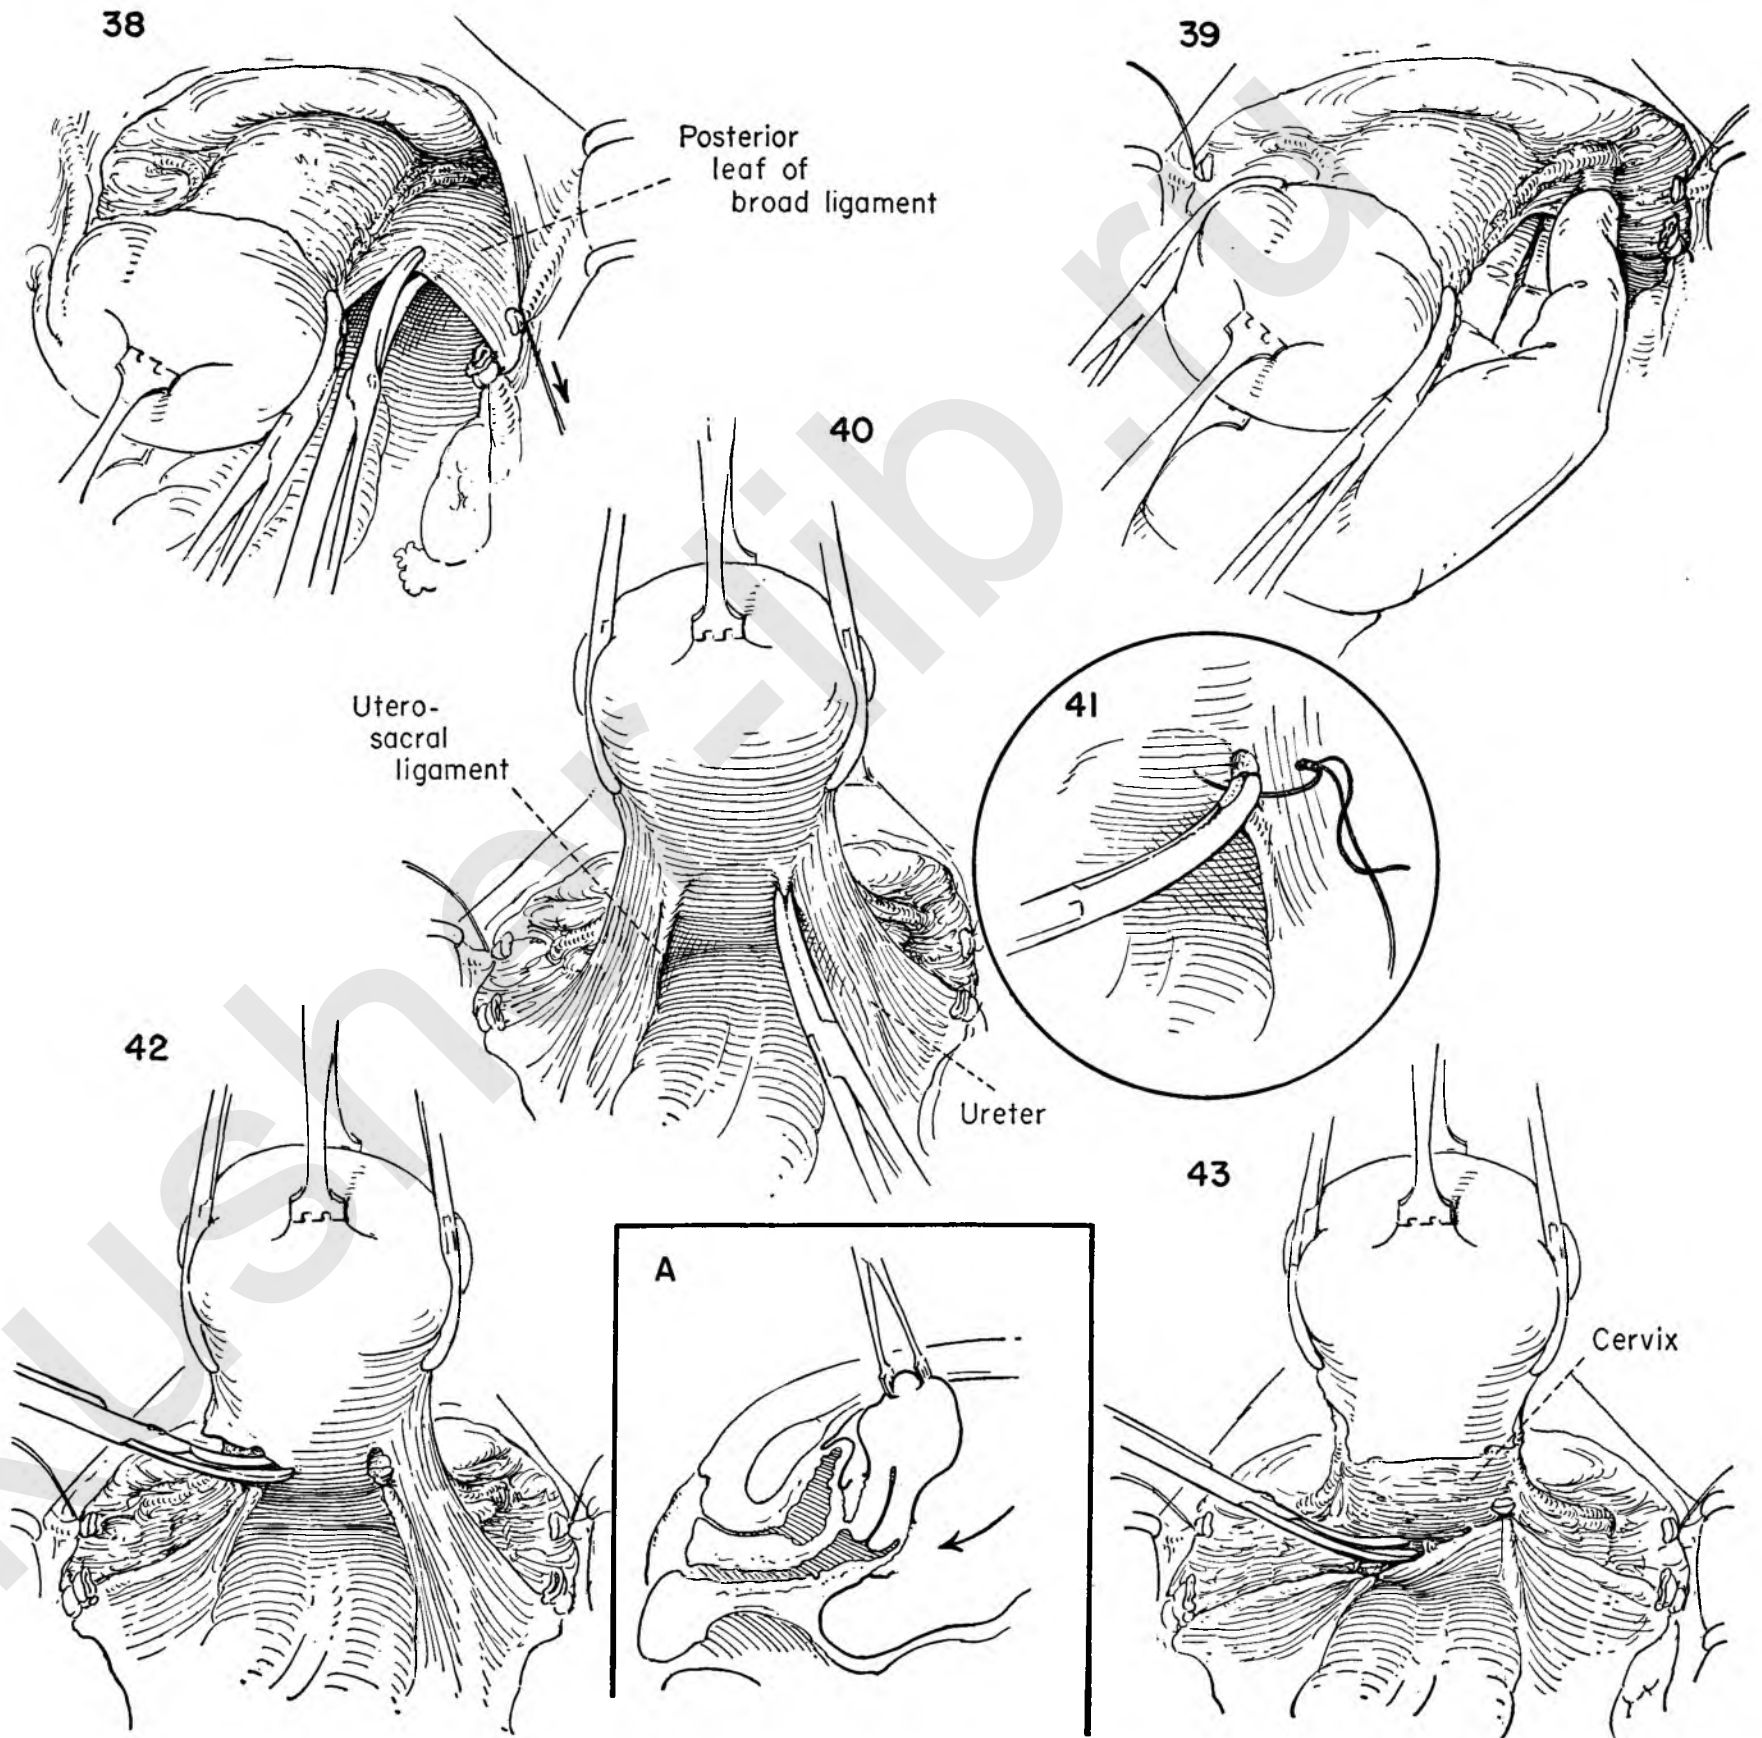 38
39
Posterior
leaf of
broad ligament
40
Utero-
sacral
ligament
41
Ureter
42
A
43
Cervix